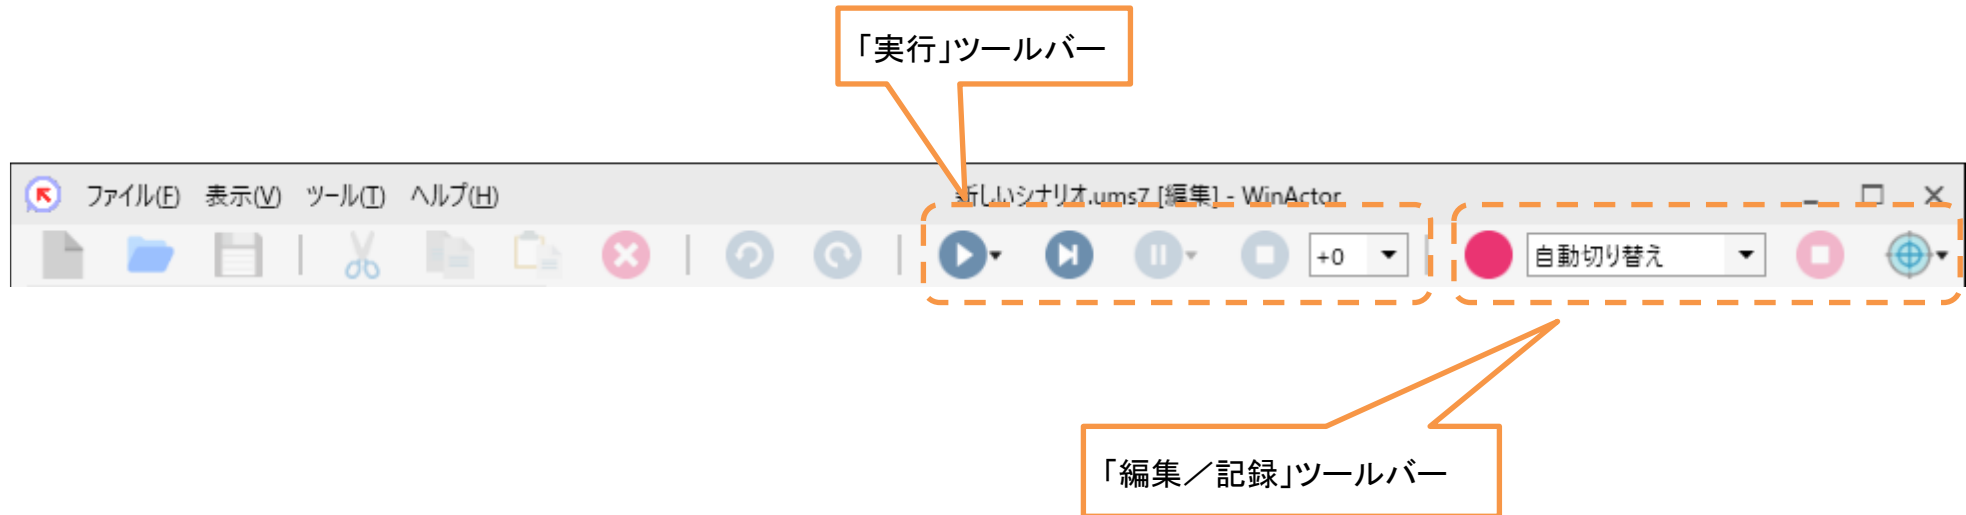 「実行」ツールバー
ファイル(F) 表示(V) ツール(T) ヘルプ(H)
新しいシナリオ.ums7 [編集] - WinActor
+0
自動切り替え
「編集／記録」ツールバー